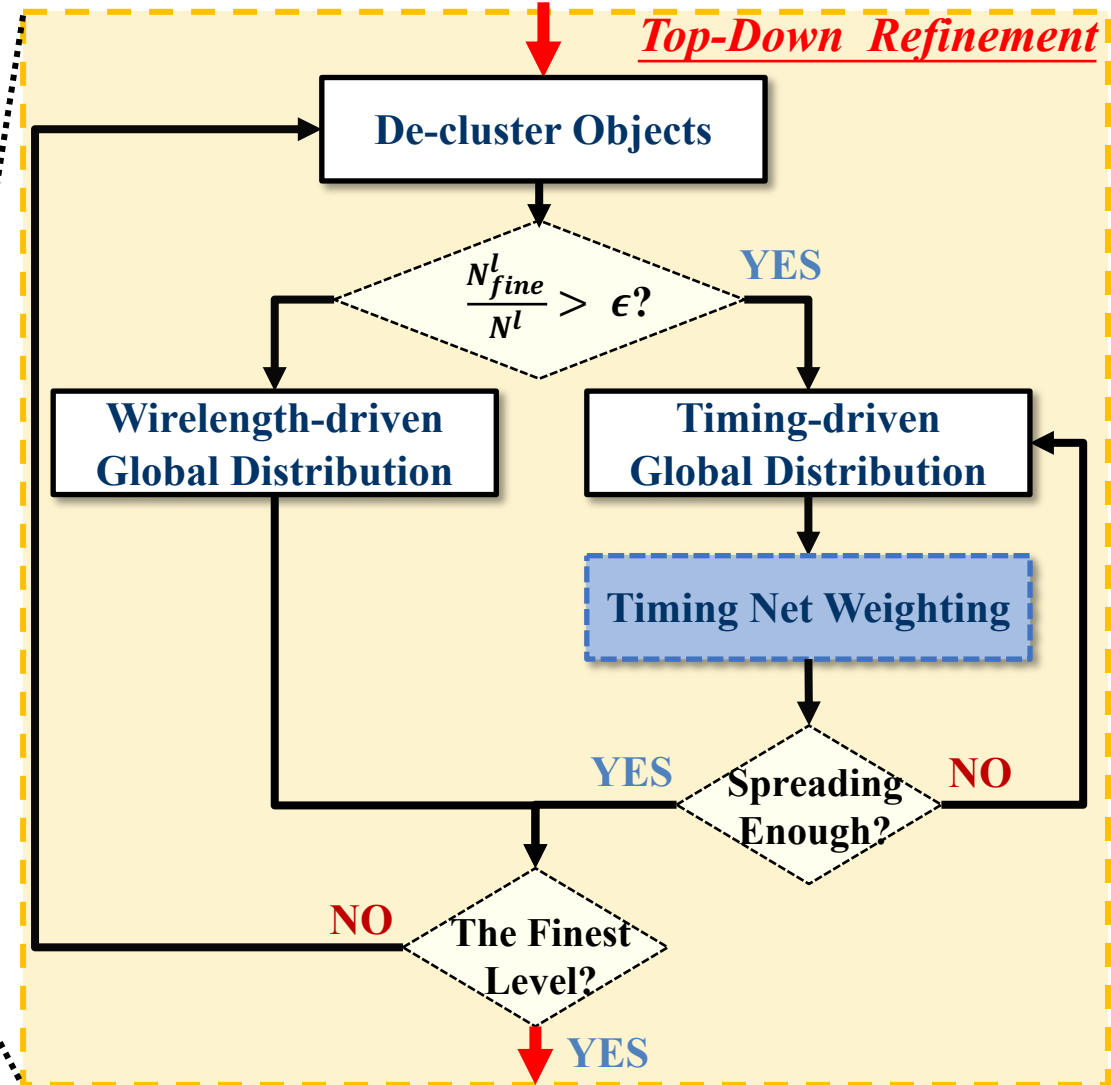 Top-Down Refinement
De-cluster Objects
YES
N^l_fine / N^l > ϵ?
Wirelength-driven
Global Distribution
Timing-driven
Global Distribution
Timing Net Weighting
YES
Spreading
Enough?
NO
NO
The Finest
Level?
YES